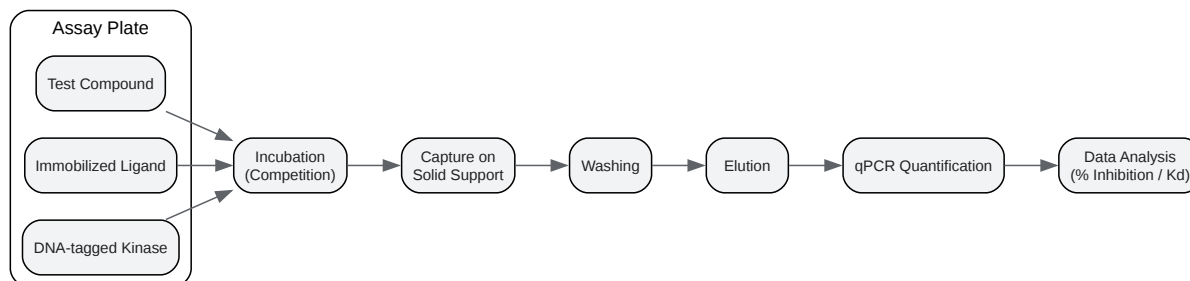 Assay Plate
Test Compound
Immobilized Ligand
DNA-tagged Kinase
Incubation
(Competition)
Capture on
Solid Support
Washing
Elution
qPCR Quantification
Data Analysis
(% Inhibition / Kd)